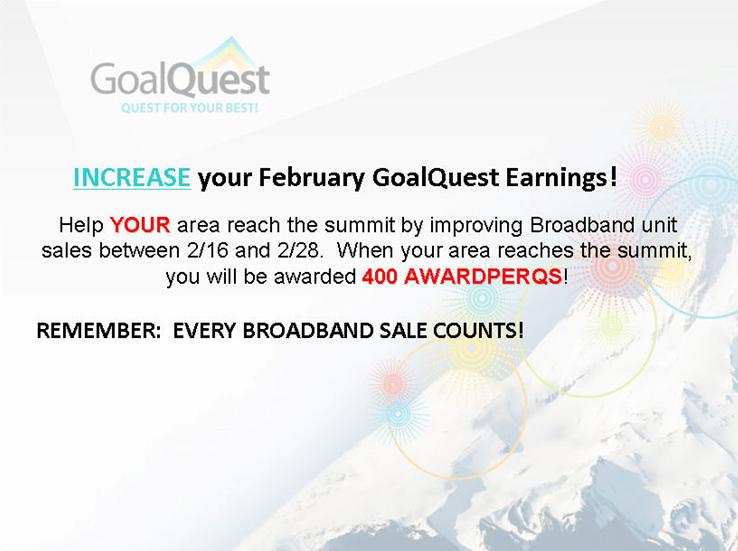 GoalQuest
QUEST FOR YOUR BEST!
INCREASE your February GoalQuest Earnings!
Help YOUR area reach the summit by improving Broadband unit
sales between 2/16 and 2/28. When your area reaches the summit,
you will be awarded 400 AWARDPERQS!
REMEMBER: EVERY BROADBAND SALE COUNTS!